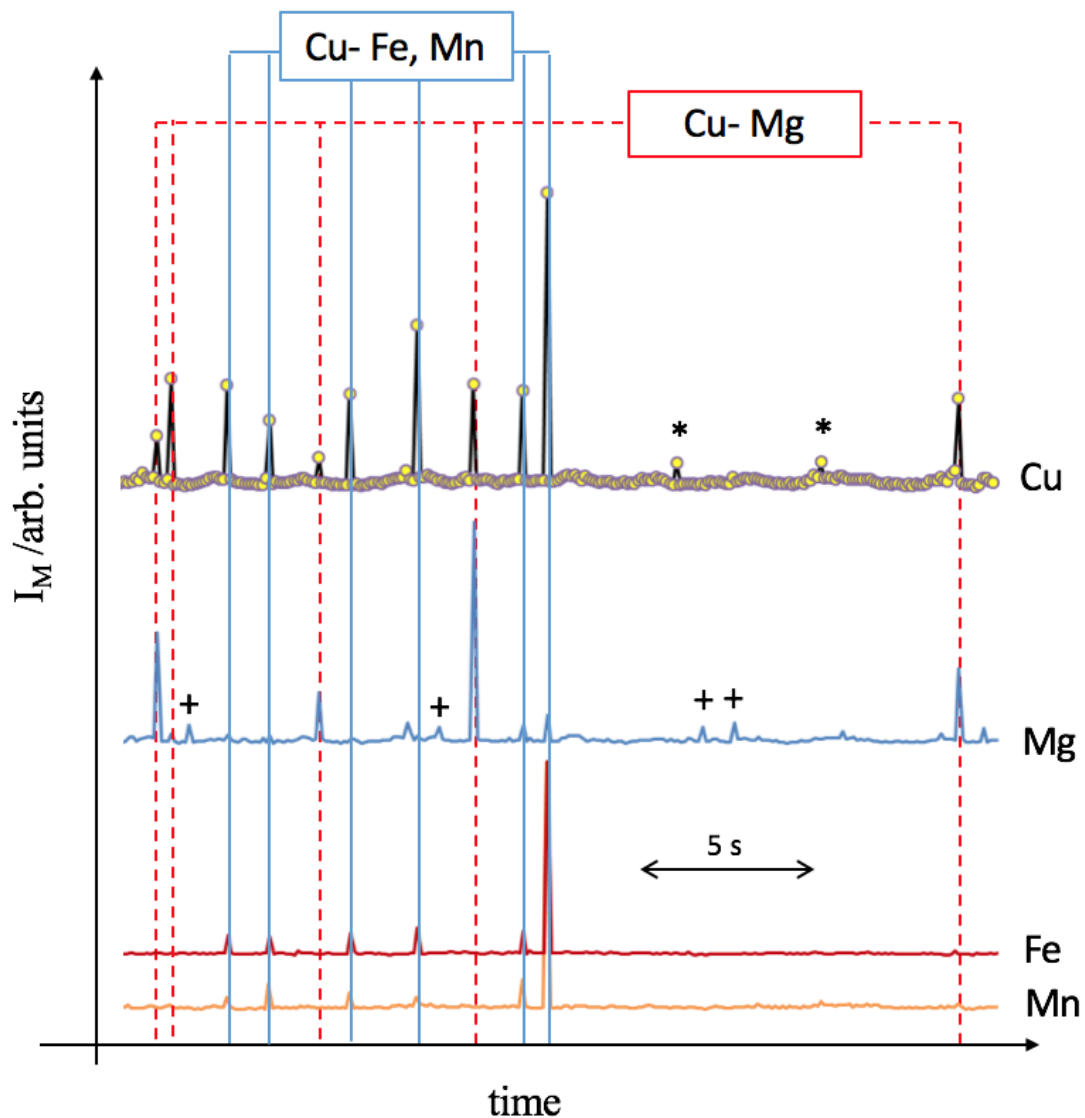 Cu- Fe, Mn
Cu- Mg
* *
Cu
I_M /arb. units
+ + + +
Mg
5 s
Fe
Mn
time